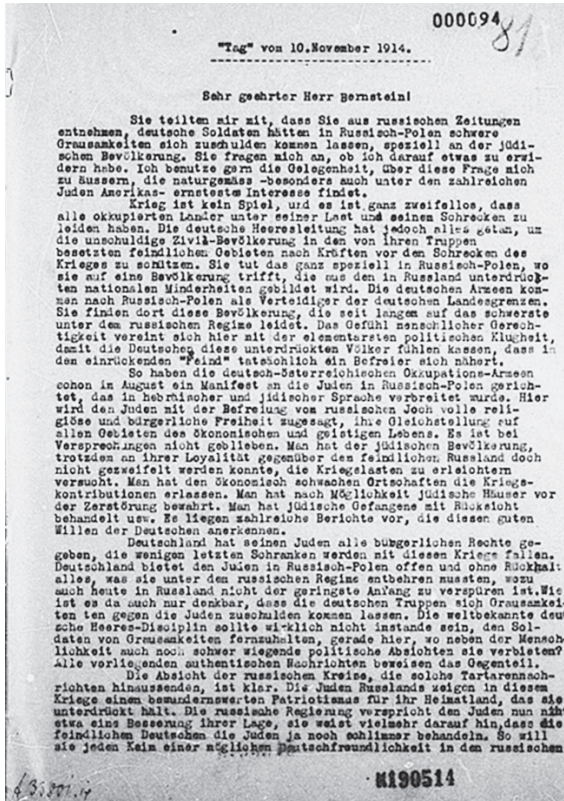 000094
81
"Tag" vom 10.November 1914.
Sehr geehrter Herr Bernstein!
Sie teilten mir mit, dass Sie aus russischen Zeitungen
entnehmen, deutsche Soldaten hätten in Russisch-Polen schwere
Grausamkeiten sich zuschulden kommen lassen, speziell an der jüdi-
schen Bevölkerung. Sie fragen mich an, ob ich darauf etwas zu erwi-
dern habe. Ich benutze gern die Gelegenheit, über diese Frage mich
zu äussern, die naturgemäss -besonders auch unter den zahlreichen
Juden Amerikas- ernstestes Interesse findet.
Krieg ist kein Spiel, und es ist ganz zweifellos, dass
alle okkupierten Länder unter seiner Last und seinem Schrecken zu
leiden haben. Die deutsche Heeresleitung hat jedoch alles getan, um
die unschuldige Zivil-Bevölkerung in den von ihren Truppen
besetzten feindlichen Gebieten nach Kräften vor den Schrecken des
Krieges zu schützen. Sie tut das ganz speziell in Russisch-Polen, wo
sie auf eine Bevölkerung trifft, die aus den in Russland unterdrück-
ten nationalen Minderheiten gebildet wird. Die deutschen Armeen kom-
men nach Russisch-Polen als Verteidiger der deutschen Landesgrenzen.
Sie finden dort diese Bevölkerung, die seit langem auf das schwerste
unter dem russischen Regime leidet. Das Gefühl menschlicher Gerech-
tigkeit vereint sich hier mit der elementarsten politischen Klugheit,
damit die Deutschen diese unterdrückten Völker fühlen lassen, dass in
dem einrückenden "Feind" tatsächlich ein Befreier sich nähert.
So haben die deutsch-österreichischen Okkupations-Armeen
schon im August ein Manifest an die Juden in Russisch-Polen gerich-
tet, das in hebräischer und jidischer Sprache verbreitet wurde. Hier
wird den Juden mit der Befreiung vom russischen Joch volle reli-
giöse und bürgerliche Freiheit zugesagt, ihre Gleichstellung auf
allen Gebieten des ökonomischen und geistigen Lebens. Es ist bei
Versprechungen nicht geblieben. Man hat der jüdischen Bevölkerung,
trotzdem an ihrer Loyalität gegenüber dem feindlichen Russland doch
nicht gezweifelt werden konnte, die Kriegslasten zu erleichtern
versucht. Man hat den ökonomisch schwachen Ortschaften die Kriegs-
kontributionen erlassen. Man hat nach Möglichkeit jüdische Häuser vor
der Zerstörung bewahrt. Man hat jüdische Gefangene mit Rücksicht
behandelt usw. Es liegen zahlreiche Berichte vor, die diesen guten
Willen der Deutschen anerkennen.
Deutschland hat seinen Juden alle bürgerlichen Rechte ge-
geben, die wenigen letzten Schranken werden mit diesem Kriege fallen.
Deutschland bietet den Juden in Russisch-Polen offen und ohne Rückhalt
alles, was sie unter dem russischen Regime entbehren mussten, wozu
auch heute in Russland nicht der geringste Anfang zu verspüren ist.Wie
ist es da auch nur denkbar, dass die deutschen Truppen sich Grausamkei-
ten gegen die Juden zuschulden kommen lassen. Die weltbekannte deut
sche Heeres-Disciplin sollte wirklich nicht imstande sein, den Sol-
daten von Grausamkeiten fernzuhalten, gerade hier, wo neben der Mensch
lichkeit auch noch schwer wiegende politische Absichten sie verbieten?
Alle vorliegenden authentischen Nachrichten beweisen das Gegenteil.
Die Absicht der russischen Kreise, die solche Tartarennach-
richten hinaussenden, ist klar. Die Juden Russlands zeigen in diesem
Kriege einen bewundernswerten Patriotismus für ihr Heimatland, das sie
unterdrückt hält. Die russische Regierung verspricht den Juden nun nicht
etwa eine Besserung ihrer Lage, sie weist vielmehr darauf hin,dass die
feindlichen Deutschen die Juden ja noch schlimmer behandeln. So will
sie jeden Keim einer möglichen Deutschfreundlichkeit in den russischen
M190514